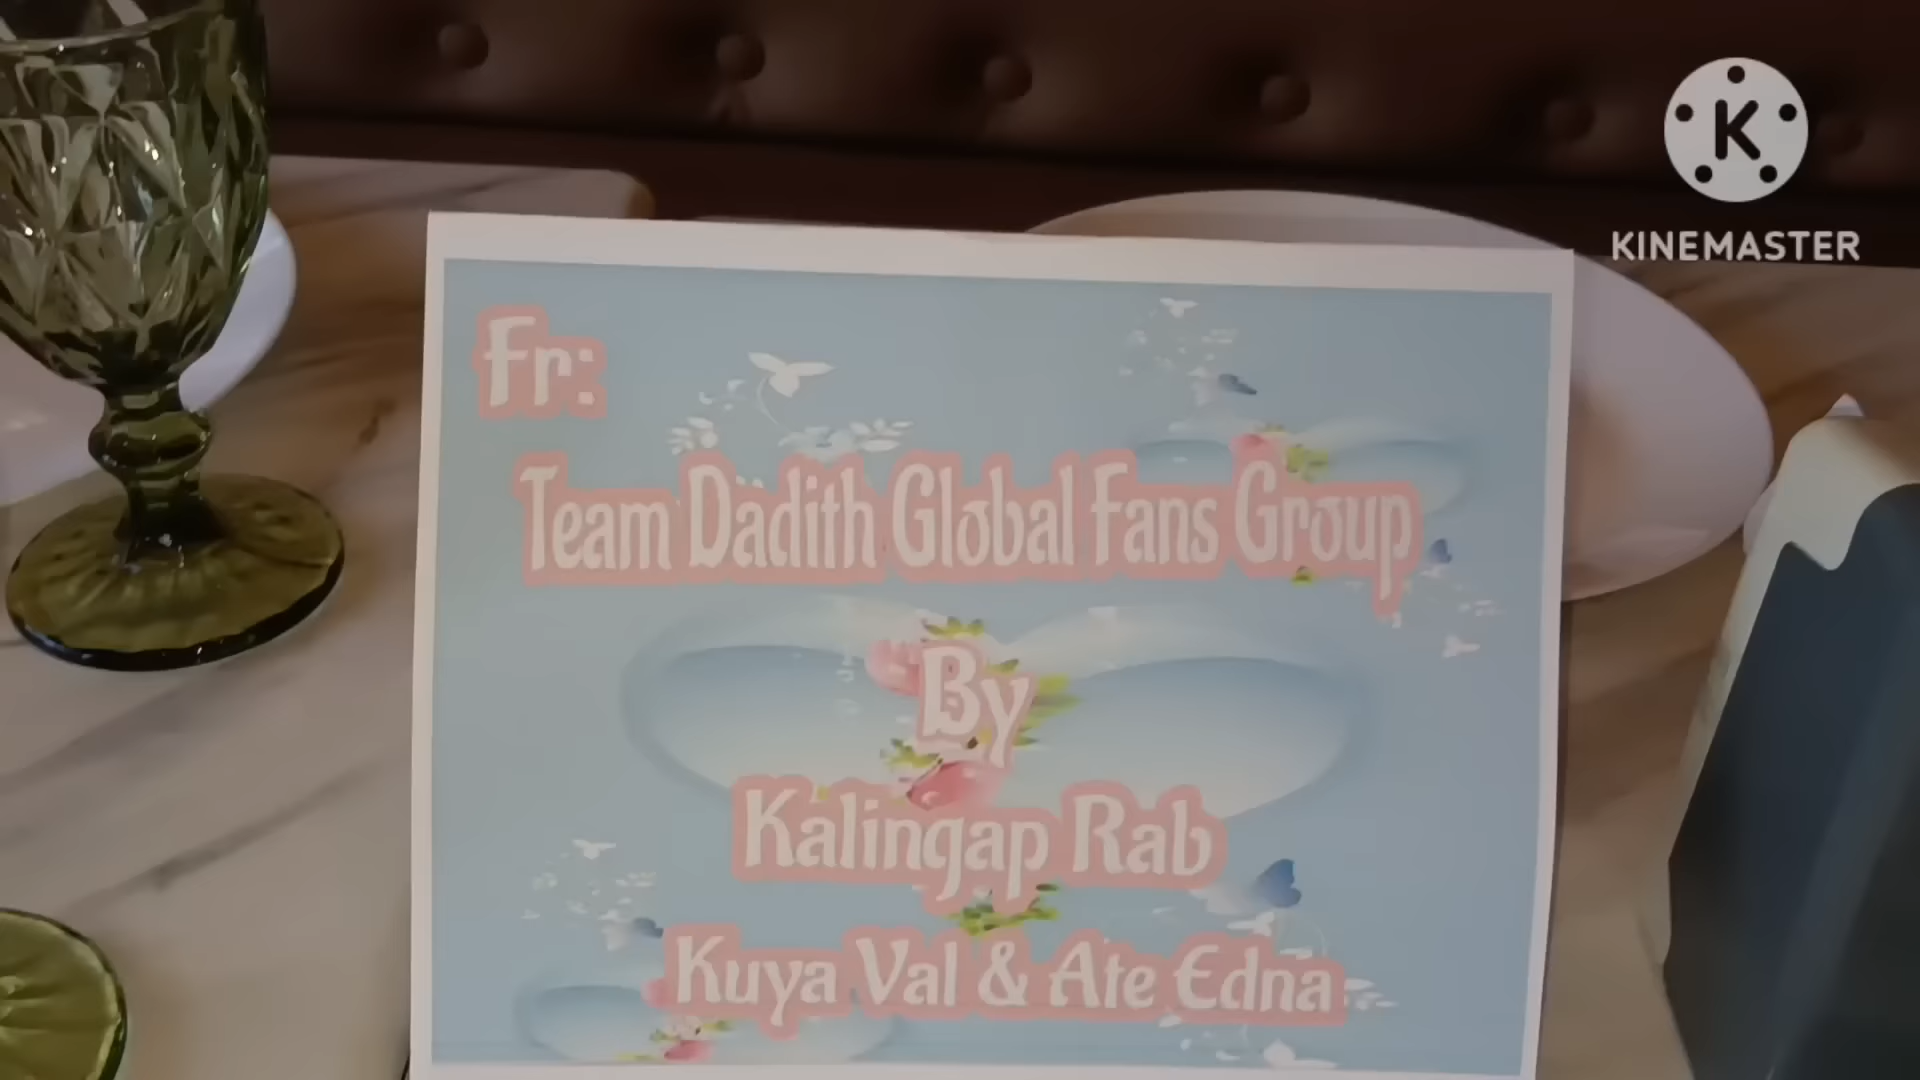 K
KINEMASTER
Fr:
Team Dadith Global Fans Group
By
Kalingap Rab
Kuya Val & Ate Edna